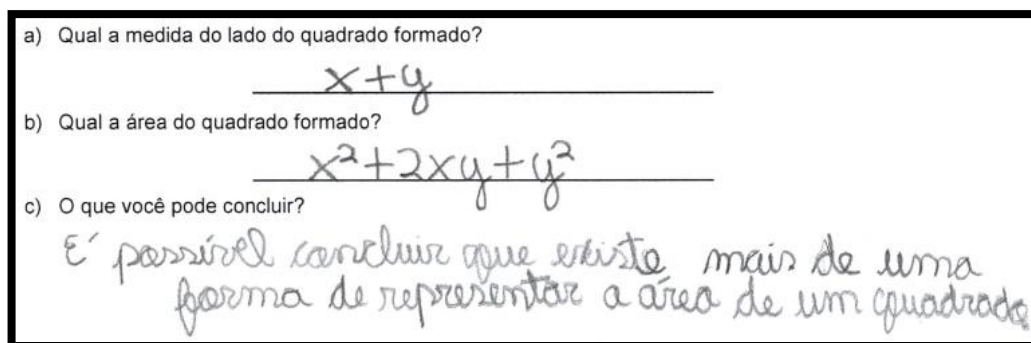 a) Qual a medida do lado do quadrado formado?
x+y
b) Qual a área do quadrado formado?
x²+2xy+y²
c) O que você pode concluir?
É possível concluir que existe mais de uma
forma de representar a área de um quadrado